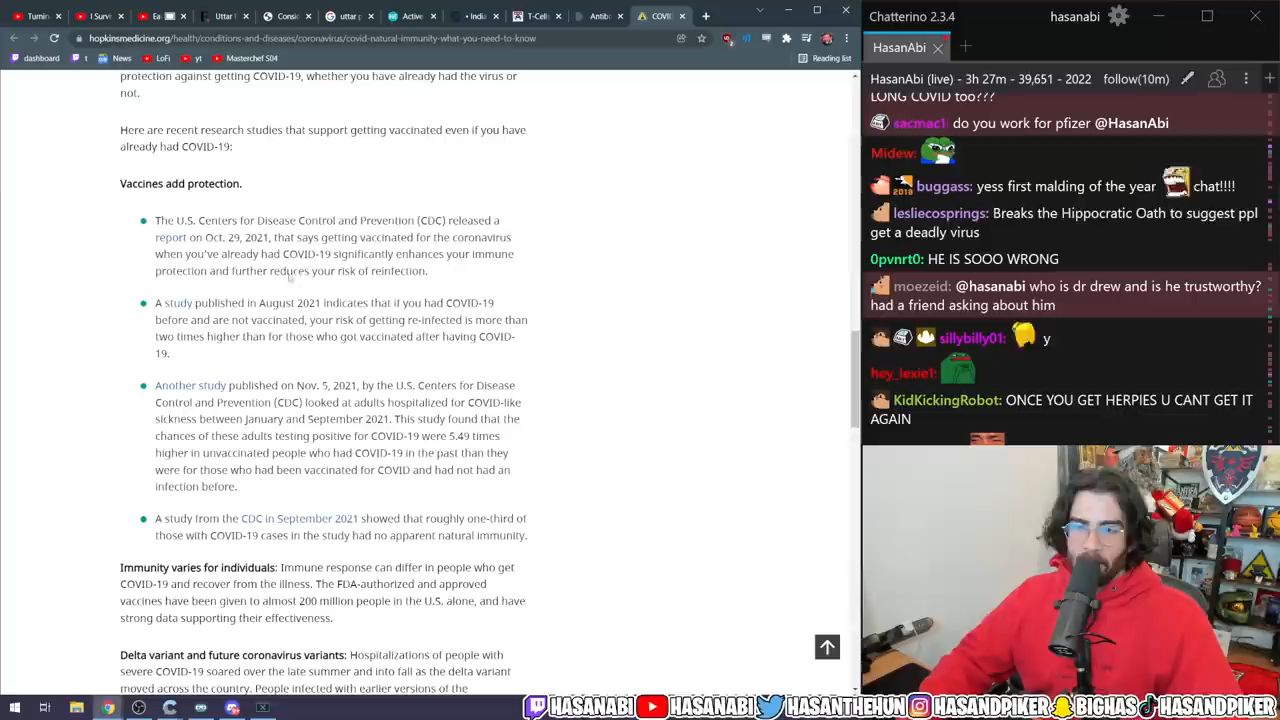 Turnin
I Survi
Ea
Uttar I
Consid
uttar p
Active
India
T-Cells
Antibo
COVID
hopkinsmedicine.org/health/conditions-and-diseases/coronavirus/covid-natural-immunity-what-you-need-to-know
dashboard
t
News
LoFi
yt
Masterchef S04
Reading list
protection against getting COVID-19, whether you have already had the virus or
not.
Here are recent research studies that support getting vaccinated even if you have
already had COVID-19:
Vaccines add protection.
The U.S. Centers for Disease Control and Prevention (CDC) released a
report on Oct. 29, 2021, that says getting vaccinated for the coronavirus
when you've already had COVID-19 significantly enhances your immune
protection and further reduces your risk of reinfection.
A study published in August 2021 indicates that if you had COVID-19
before and are not vaccinated, your risk of getting re-infected is more than
two times higher than for those who got vaccinated after having COVID-
19.
Another study published on Nov. 5, 2021, by the U.S. Centers for Disease
Control and Prevention (CDC) looked at adults hospitalized for COVID-like
sickness between January and September 2021. This study found that the
chances of these adults testing positive for COVID-19 were 5.49 times
higher in unvaccinated people who had COVID-19 in the past than they
were for those who had been vaccinated for COVID and had not had an
infection before.
A study from the CDC in September 2021 showed that roughly one-third of
those with COVID-19 cases in the study had no apparent natural immunity.
Immunity varies for individuals: Immune response can differ in people who get
COVID-19 and recover from the illness. The FDA-authorized and approved
vaccines have been given to almost 200 million people in the U.S. alone, and have
strong data supporting their effectiveness.
Delta variant and future coronavirus variants: Hospitalizations of people with
severe COVID-19 soared over the late summer and into fall as the delta variant
moved across the country. People infected with earlier versions of the
Chatterino 2.3.4
hasanabi
HasanAbi
HasanAbi (live) - 3h 27m - 39,651 - 2022 follow(10m)
LONG COVID too???
sacmac1 do you work for pfizer @HasanAbi
Midew:
buggass: yess first malding of the year chat!!!!
lesliecosprings: Breaks the Hippocratic Oath to suggest ppl
get a deadly virus
0pvnrt0: HE IS SOOO WRONG
moezeid: @hasanabi who is dr drew and is he trustworthy?
had a friend asking about him
sillybilly01: y
hey_lexie1:
KidKickingRobot: ONCE YOU GET HERPIES U CANT GET IT
AGAIN
HASANABI HASANABI HASANTHEHUN HASANDPIKER BIGHAS HASANDPIKER